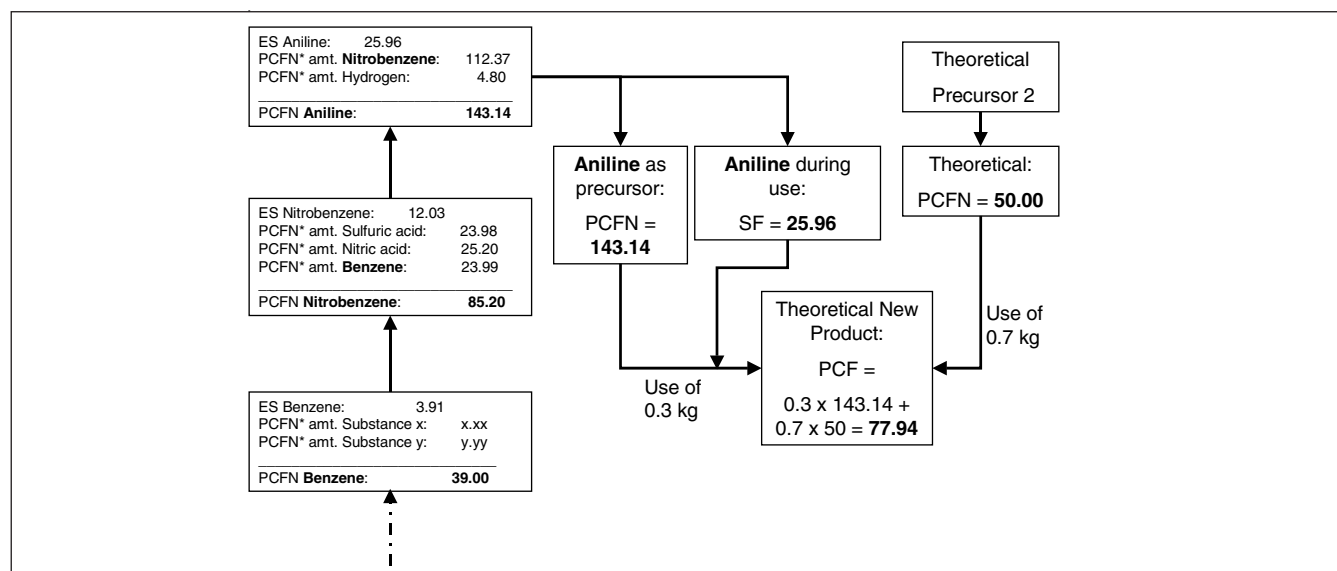 ES Aniline: 25.96
PCFN* amt. Nitrobenzene: 112.37
PCFN* amt. Hydrogen: 4.80
PCFN Aniline: 143.14
ES Nitrobenzene: 12.03
PCFN* amt. Sulfuric acid: 23.98
PCFN* amt. Nitric acid: 25.20
PCFN* amt. Benzene: 23.99
PCFN Nitrobenzene: 85.20
ES Benzene: 3.91
PCFN* amt. Substance x: x.xx
PCFN* amt. Substance y: y.yy
PCFN Benzene: 39.00
Aniline as
precursor:
PCFN =
143.14
Aniline during
use:
SF = 25.96
Theoretical
Precursor 2
Theoretical:
PCFN = 50.00
Use of
0.3 kg
Theoretical New
Product:
PCF =
0.3 x 143.14 +
0.7 x 50 = 77.94
Use of
0.7 kg